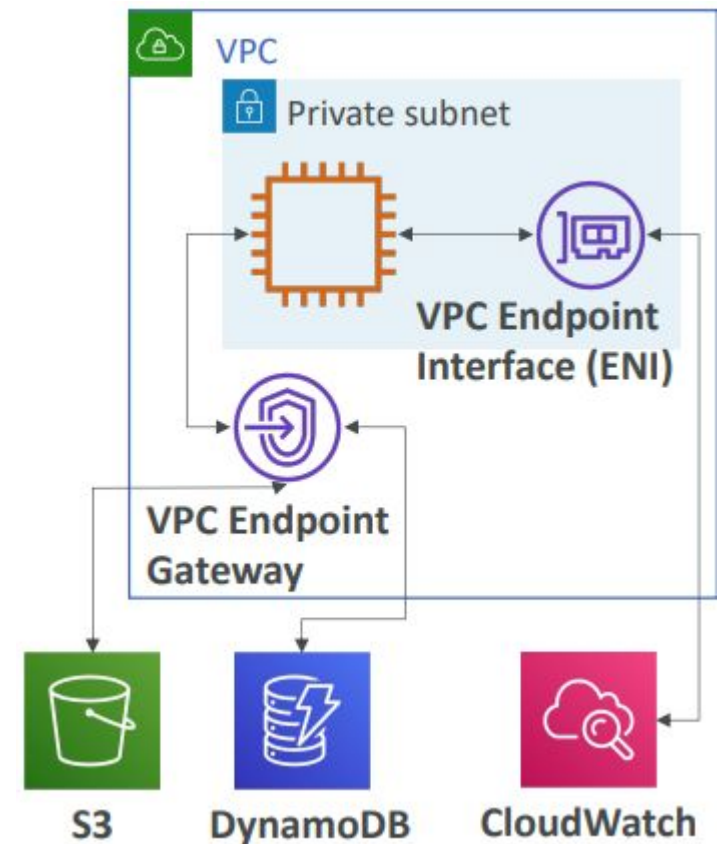 VPC
Private subnet
VPC Endpoint
Interface (ENI)
VPC Endpoint
Gateway
S3
DynamoDB
CloudWatch